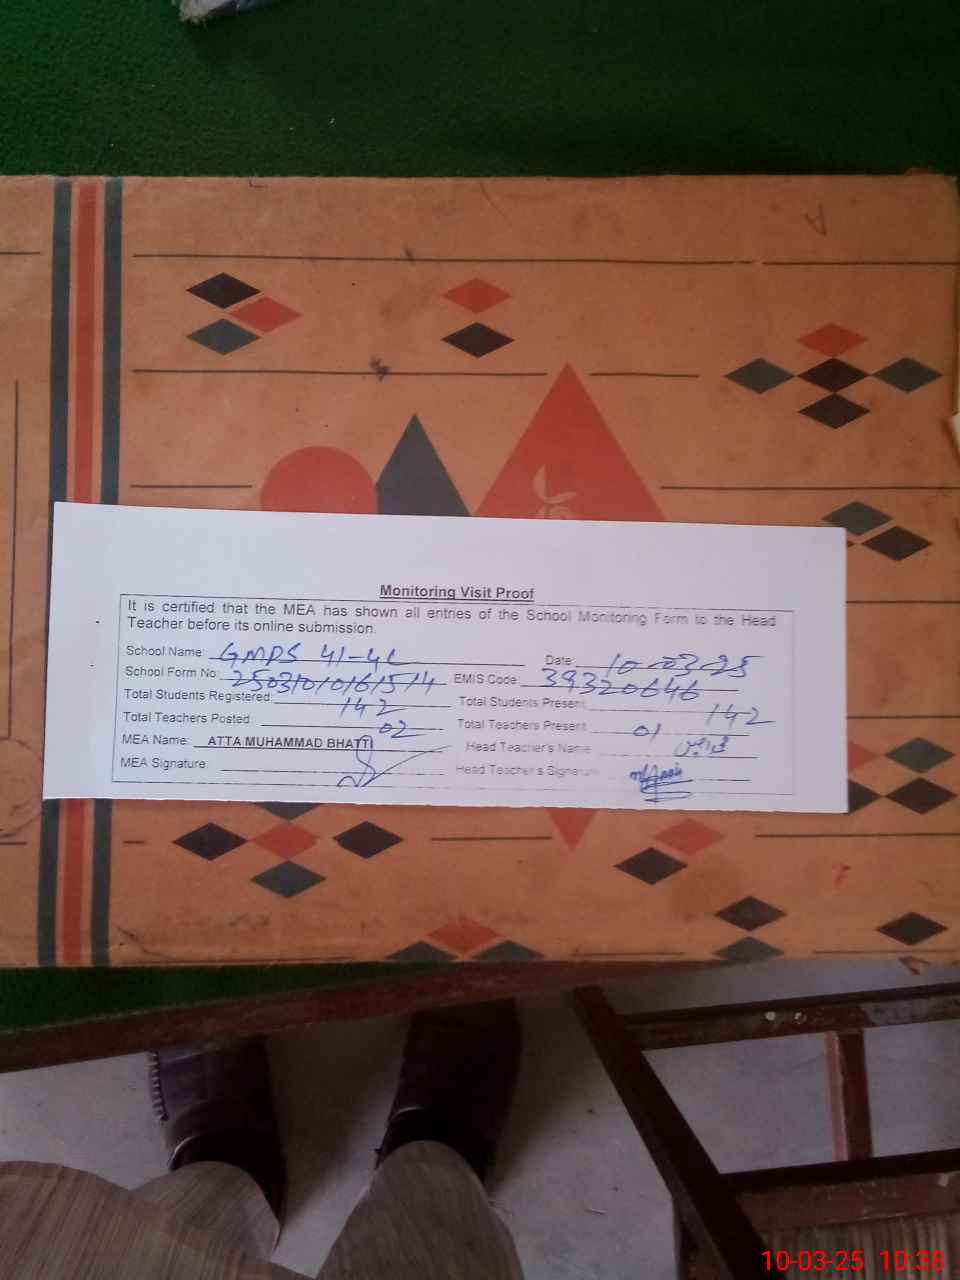 Monitoring Visit Proof
It is certified that the MEA has shown all entries of the School Monitoring Form to the Head
Teacher before its online submission.
School Name: GMPS 41-4L Date: 10-03-25
School Form No: EMIS Code: 39320646
Total Students Registered: 142 Total Students Present: 142
Total Teachers Posted: 02 Total Teachers Present: 01
MEA Name: ATTA MUHAMMAD BHATTI Head Teacher's Name
MEA Signature: Head Teacher's Signature
A
10-03-25 10:38